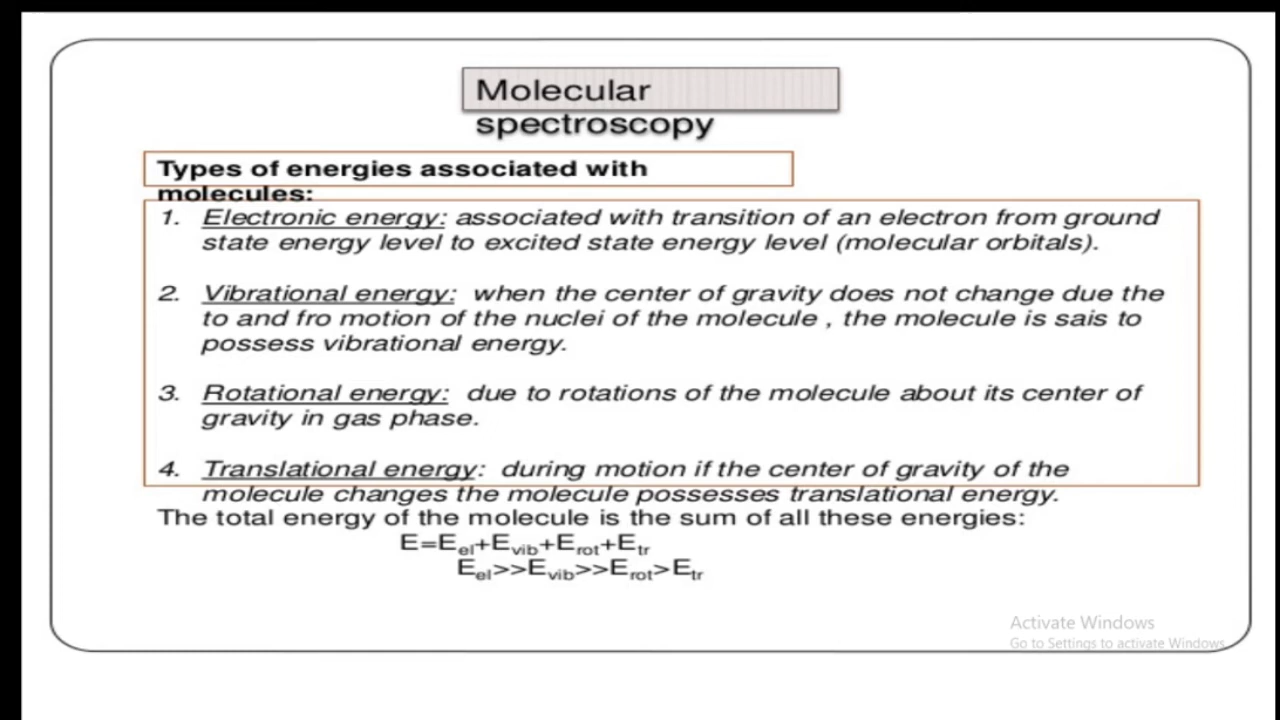 Molecular
spectroscopy
Types of energies associated with
molecules:
1. Electronic energy: associated with transition of an electron from ground
state energy level to excited state energy level (molecular orbitals).
2. Vibrational energy: when the center of gravity does not change due the
to and fro motion of the nuclei of the molecule , the molecule is sais to
possess vibrational energy.
3. Rotational energy: due to rotations of the molecule about its center of
gravity in gas phase.
4. Translational energy: during motion if the center of gravity of the
molecule changes the molecule possesses translational energy.
The total energy of the molecule is the sum of all these energies:
E=Eel+Evib+Erot+Etr
Eel>>Evib>>Erot>Etr
Activate Windows
Go to Settings to activate Windows.